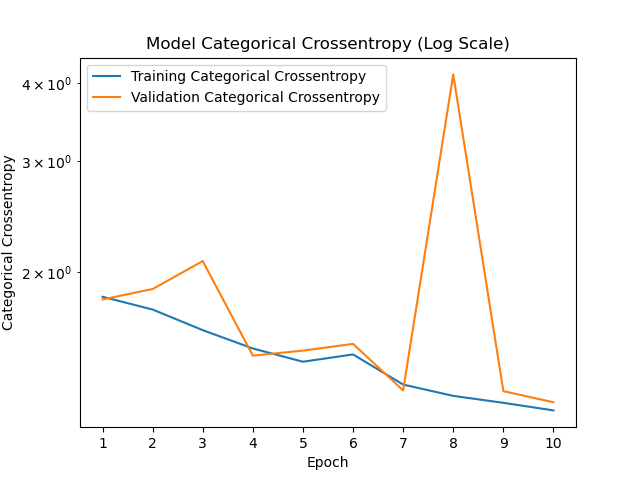 Model Categorical Crossentropy (Log Scale)
Training Categorical Crossentropy
Validation Categorical Crossentropy
4 × 10⁰
3 × 10⁰
2 × 10⁰
Categorical Crossentropy
1 2 3 4 5 6 7 8 9 10
Epoch